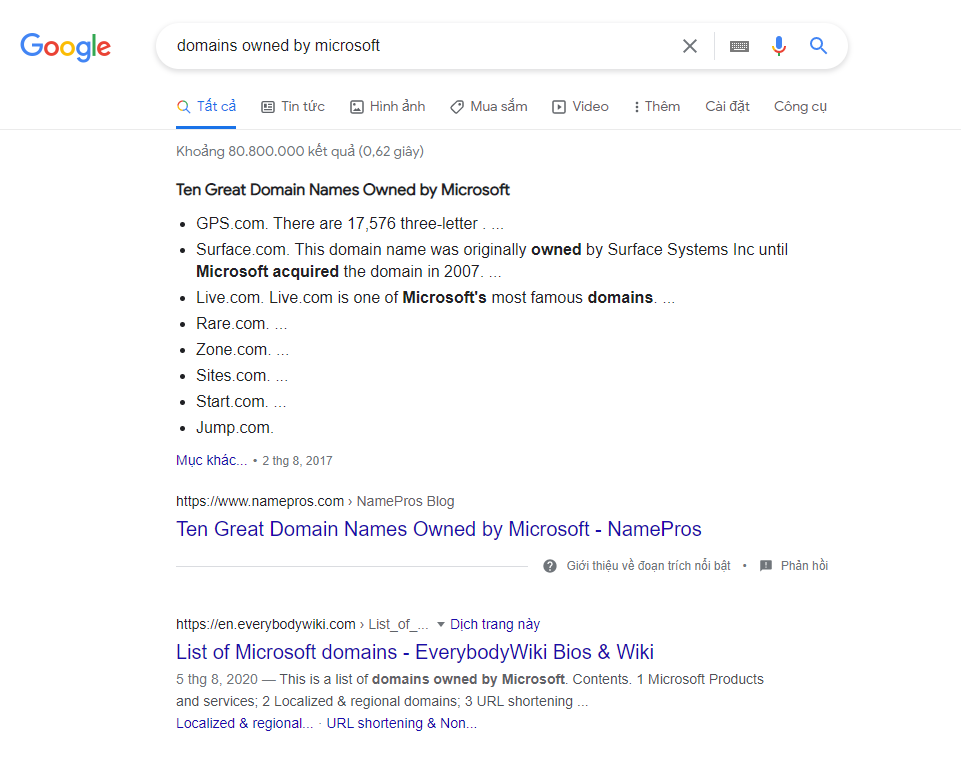 Google
domains owned by microsoft
Tất cả
Tin tức
Hình ảnh
Mua sắm
Video
Thêm
Cài đặt
Công cụ
Khoảng 80.800.000 kết quả (0,62 giây)
Ten Great Domain Names Owned by Microsoft
• GPS.com. There are 17,576 three-letter . ...
• Surface.com. This domain name was originally owned by Surface Systems Inc until
Microsoft acquired the domain in 2007. ...
• Live.com. Live.com is one of Microsoft's most famous domains. ...
• Rare.com. ...
• Zone.com. ...
• Sites.com. ...
• Start.com. ...
• Jump.com.
Mục khác... • 2 thg 8, 2017
https://www.namepros.com › NamePros Blog
Ten Great Domain Names Owned by Microsoft - NamePros
Giới thiệu về đoạn trích nổi bật • Phản hồi
https://en.everybodywiki.com › List_of_... Dịch trang này
List of Microsoft domains - EverybodyWiki Bios & Wiki
5 thg 8, 2020 — This is a list of domains owned by Microsoft. Contents. 1 Microsoft Products
and services; 2 Localized & regional domains; 3 URL shortening ...
Localized & regional... · URL shortening & Non...